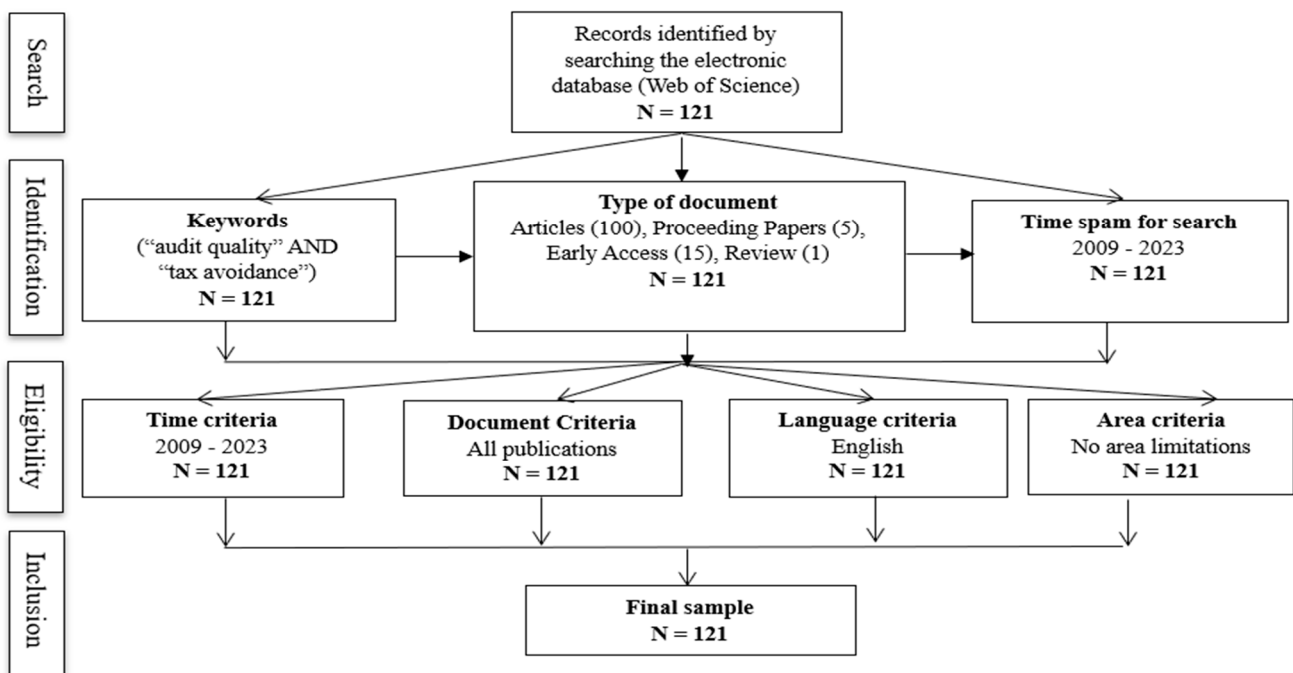 Search
Records identified by
searching the electronic
database (Web of Science)
N = 121
Identification
Keywords
(“audit quality” AND
“tax avoidance”)
N = 121
Type of document
Articles (100), Proceeding Papers (5),
Early Access (15), Review (1)
N = 121
Time spam for search
2009 - 2023
N = 121
Eligibility
Time criteria
2009 - 2023
N = 121
Document Criteria
All publications
N = 121
Language criteria
English
N = 121
Area criteria
No area limitations
N = 121
Inclusion
Final sample
N = 121